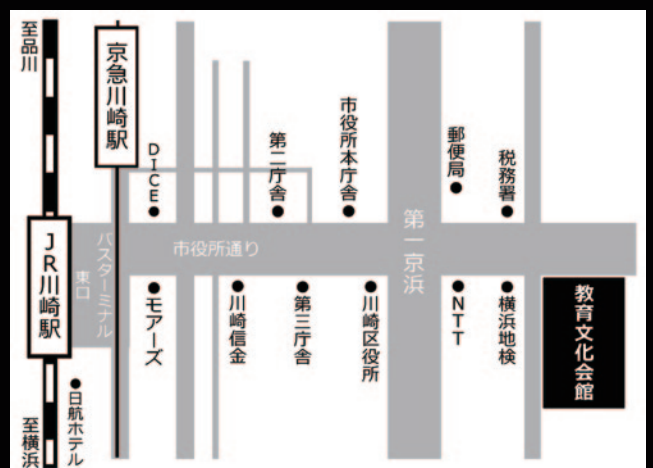 至品川
京急川崎駅
DICE
第二庁舎
市役所本庁舎
郵便局
税務署
JR川崎駅
東口
バスターミナル
市役所通り
第一京浜
モアーズ
川崎信金
第三庁舎
川崎区役所
NTT
横浜地検
教育文化会館
日航ホテル
至横浜